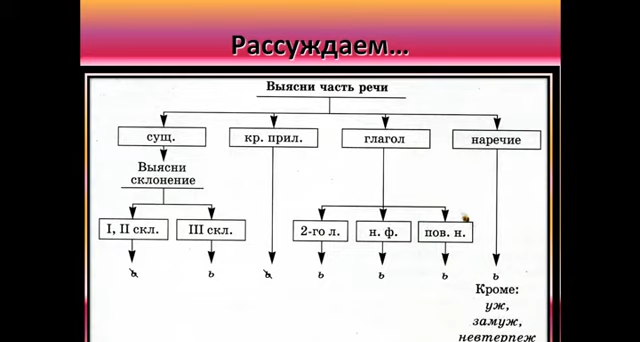 Рассуждаем...
Выясни часть речи
сущ. кр. прил. глагол наречие
Выясни
склонение
I, II скл. III скл. 2-го л. н. ф. пов. н.
ь ь ь ь ь ь ь
Кроме:
уж,
замуж,
невтерпеж